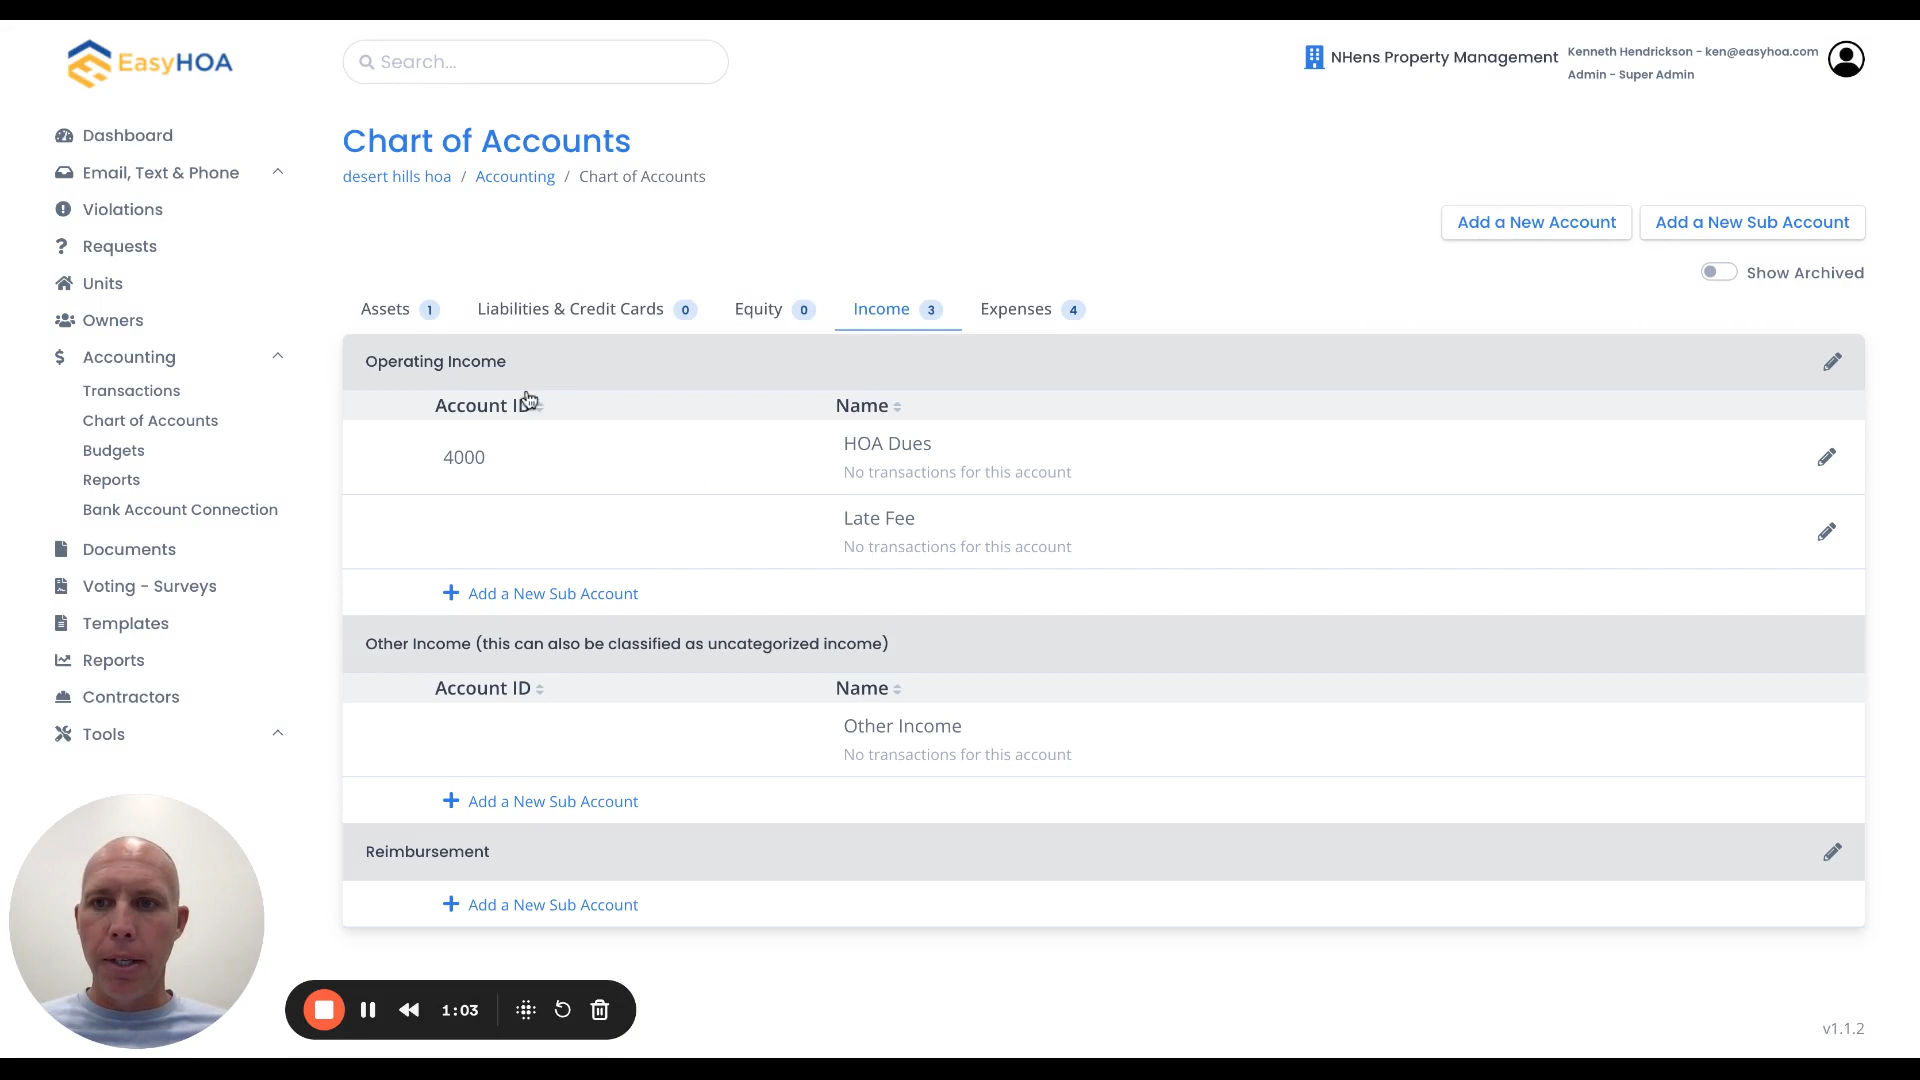 EasyHOA
Search...
NHens Property Management
Kenneth Hendrickson - ken@easyhoa.com
Admin - Super Admin
Dashboard
Email, Text & Phone
Violations
Requests
Units
Owners
Accounting
Transactions
Chart of Accounts
Budgets
Reports
Bank Account Connection
Documents
Voting - Surveys
Templates
Reports
Contractors
Tools
Chart of Accounts
desert hills hoa / Accounting / Chart of Accounts
Add a New Account
Add a New Sub Account
Show Archived
Assets 1
Liabilities & Credit Cards 0
Equity 0
Income 3
Expenses 4
Operating Income
Account ID
Name
4000
HOA Dues
No transactions for this account
Late Fee
No transactions for this account
+ Add a New Sub Account
Other Income (this can also be classified as uncategorized income)
Account ID
Name
Other Income
No transactions for this account
+ Add a New Sub Account
Reimbursement
+ Add a New Sub Account
1:03
v1.1.2